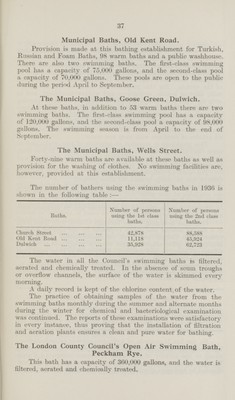 37
Municipal Baths, Old Kent Road.
Provision is made at this bathing establishment for Turkish,
Russian and Foam Baths, 98 warm baths and a public washhouse.
There are also two swimming baths. The first-class swimming
pool has a capacity of 75,000 gallons, and the second-class pool
a capacity of 70,000 gallons. These pools are open to the public
during the period April to September.
The Municipal Baths, Goose Green, Dulwich.
At these baths, in addition to 53 warm baths there are two
swimming baths. The first-class swimming pool has a capacity
of 120,000 gallons, and the second-class pool a capacity of 98,000
gallons. The swimming season is from April to the end of
September.
The Municipal Baths, Wells Street.
Forty-nine warm baths are available at these baths as well as
provision for the washing of clothes. No swimming facilities are,
however, provided at this establishment.
The number of bathers using the swimming baths in 1936 is
shown in the following table :—
Baths. Number of persons using the 1st class baths. Number of persons using the 2nd class baths.
Church Street ... ... ... 42,878 88,588
Old Kent Road ... ... ... 11,118 45,924
Dulwich ... ... ... 35,928 62,722
The water in all the Council's swimming baths is filtered,
aerated and chemically treated. In the absence of scum troughs
or overflow channels, the surface of the water is skimmed every
morning.
A daily record is kept of the chlorine content of the water.
The practice of obtaining samples of the water from the
swimming baths monthly during the summer and alternate months
during the winter for chemical and bacteriological examination
was continued. The reports of these examinations were satisfactory
in every instance, thus proving that the installation of filtration
and aeration plants ensures a clean and pure water for bathing.
The London County Council's Open Air Swimming Bath,
Peckham Rye.
This bath has a capacity of 360,000 gallons, and the water is
filtered, aerated and chemically treated.